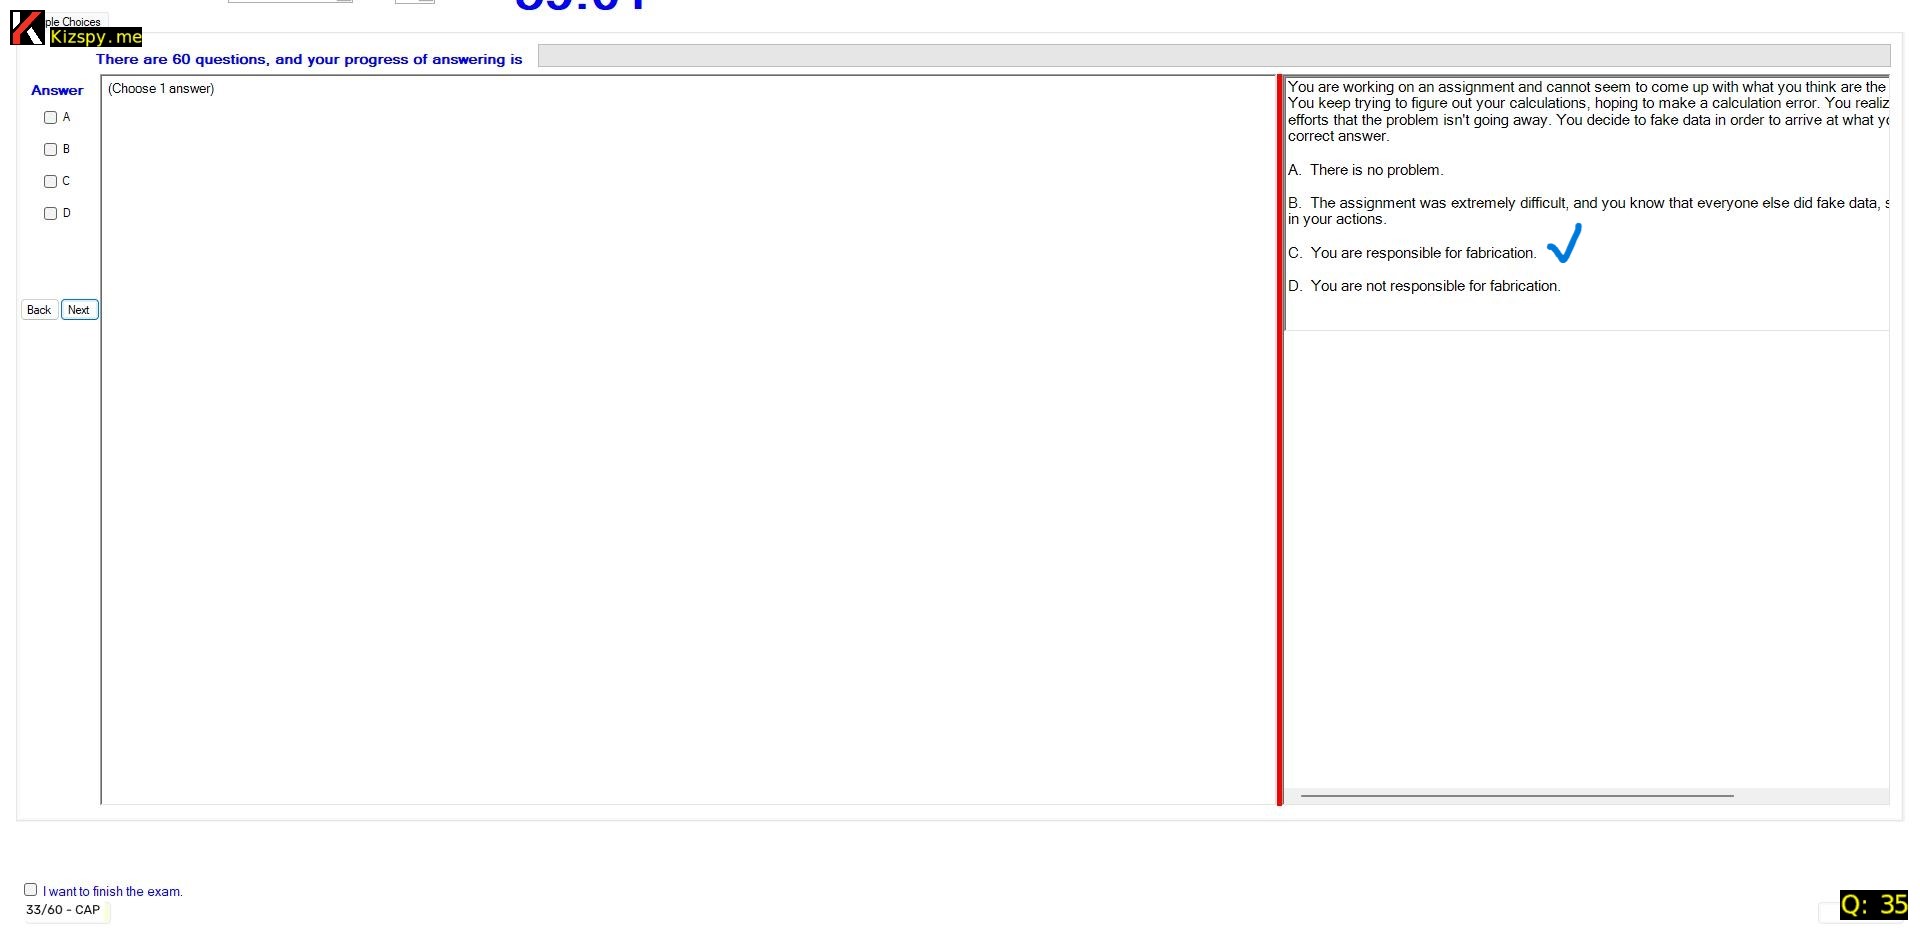 ple Choices
Kizspy.me
There are 60 questions, and your progress of answering is
Answer
(Choose 1 answer)
A
B
C
D
Back
Next
You are working on an assignment and cannot seem to come up with what you think are the
You keep trying to figure out your calculations, hoping to make a calculation error. You realiz
efforts that the problem isn't going away. You decide to fake data in order to arrive at what yo
correct answer.
A. There is no problem.
B. The assignment was extremely difficult, and you know that everyone else did fake data, s
in your actions.
C. You are responsible for fabrication.
D. You are not responsible for fabrication.
I want to finish the exam.
33/60 - CAP
Q: 35